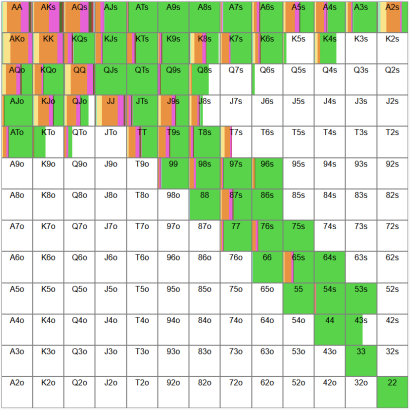 AA AKs AQs AJs ATs A9s A8s A7s A6s A5s A4s A3s A2s
AKo KK KQs KJs KTs K9s K8s K7s K6s K5s K4s K3s K2s
AQo KQo QQ QJs QTs Q9s Q8s Q7s Q6s Q5s Q4s Q3s Q2s
AJo KJo QJo JJ JTs J9s J8s J7s J6s J5s J4s J3s J2s
ATo KTo QTo JTo TT T9s T8s T7s T6s T5s T4s T3s T2s
A9o K9o Q9o J9o T9o 99 98s 97s 96s 95s 94s 93s 92s
A8o K8o Q8o J8o T8o 98o 88 87s 86s 85s 84s 83s 82s
A7o K7o Q7o J7o T7o 97o 87o 77 76s 75s 74s 73s 72s
A6o K6o Q6o J6o T6o 96o 86o 76o 66 65s 64s 63s 62s
A5o K5o Q5o J5o T5o 95o 85o 75o 65o 55 54s 53s 52s
A4o K4o Q4o J4o T4o 94o 84o 74o 64o 54o 44 43s 42s
A3o K3o Q3o J3o T3o 93o 83o 73o 63o 53o 43o 33 32s
A2o K2o Q2o J2o T2o 92o 82o 72o 62o 52o 42o 32o 22